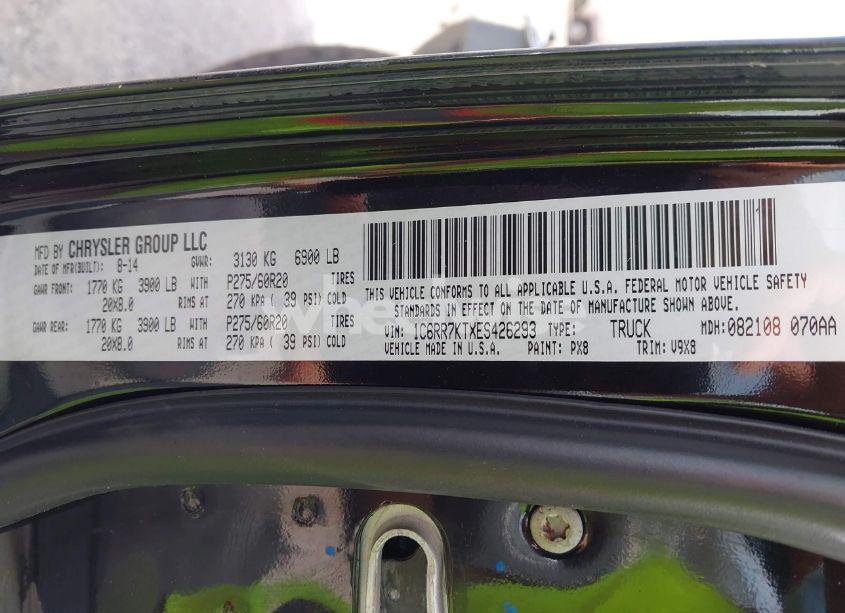 MFD BY CHRYSLER GROUP LLC
DATE OF MFR(BUILT): 8-14 GVWR: 3130 KG 6900 LB
GAWR FRONT: 1770 KG 3900 LB WITH P275/60R20 TIRES
20X8.0 RIMS AT 270 KPA ( 39 PSI) COLD
GAWR REAR: 1770 KG 3900 LB WITH P275/60R20 TIRES
20X8.0 RIMS AT 270 KPA ( 39 PSI) COLD
THIS VEHICLE CONFORMS TO ALL APPLICABLE U.S.A. FEDERAL MOTOR VEHICLE SAFETY
STANDARDS IN EFFECT ON THE DATE OF MANUFACTURE SHOWN ABOVE.
VIN: 1C6RR7KTXES426293 TYPE: TRUCK MDH: 082108 070AA
VEHICLE MADE IN U.S.A. PAINT: PX8 TRIM: V9X8